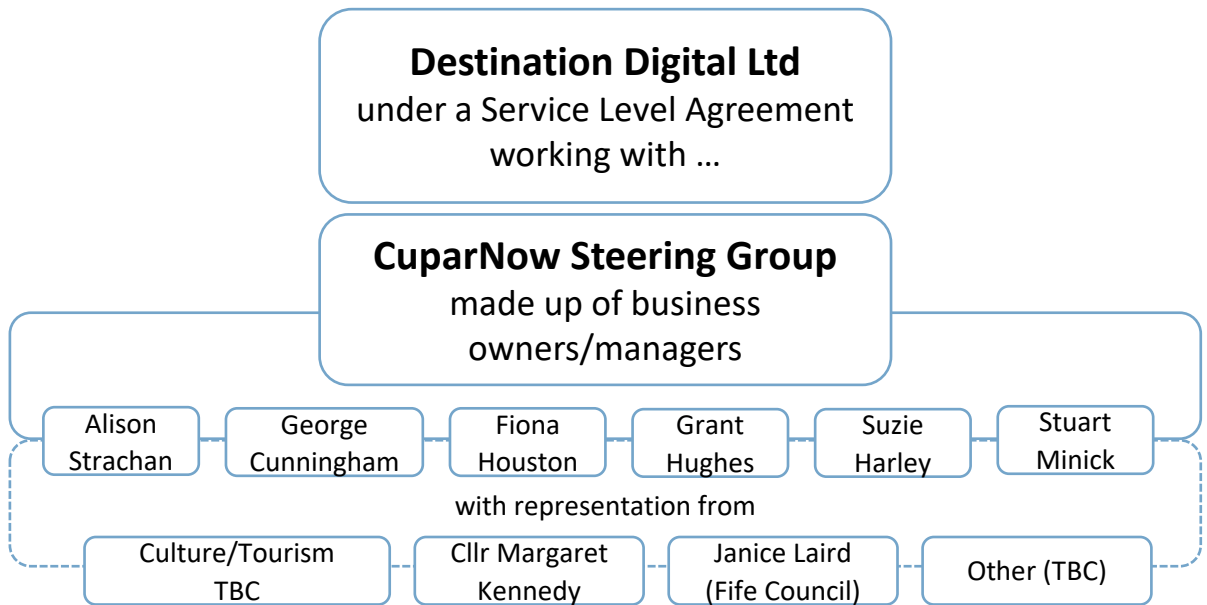 Destination Digital Ltd
under a Service Level Agreement
working with …
CuparNow Steering Group
made up of business
owners/managers
Alison
Strachan
George
Cunningham
Fiona
Houston
Grant
Hughes
Suzie
Harley
Stuart
Minick
with representation from
Culture/Tourism
TBC
Cllr Margaret
Kennedy
Janice Laird
(Fife Council)
Other (TBC)